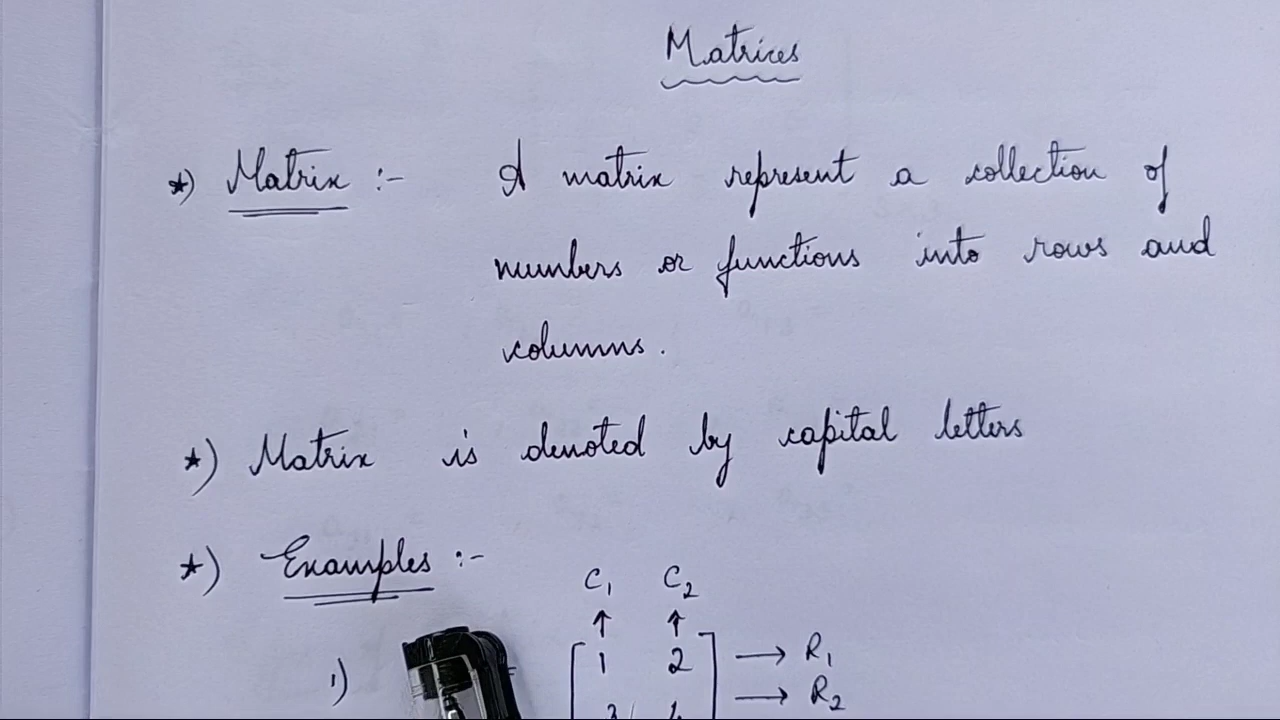 Matrices
*) Matrix :- A matrix represent a collection of
numbers or functions into rows and
columns.
*) Matrix is denoted by capital letters
*) Examples :-
C₁ C₂
↑ ↑
1) [ 1 2 ] → R₁
→ R₂